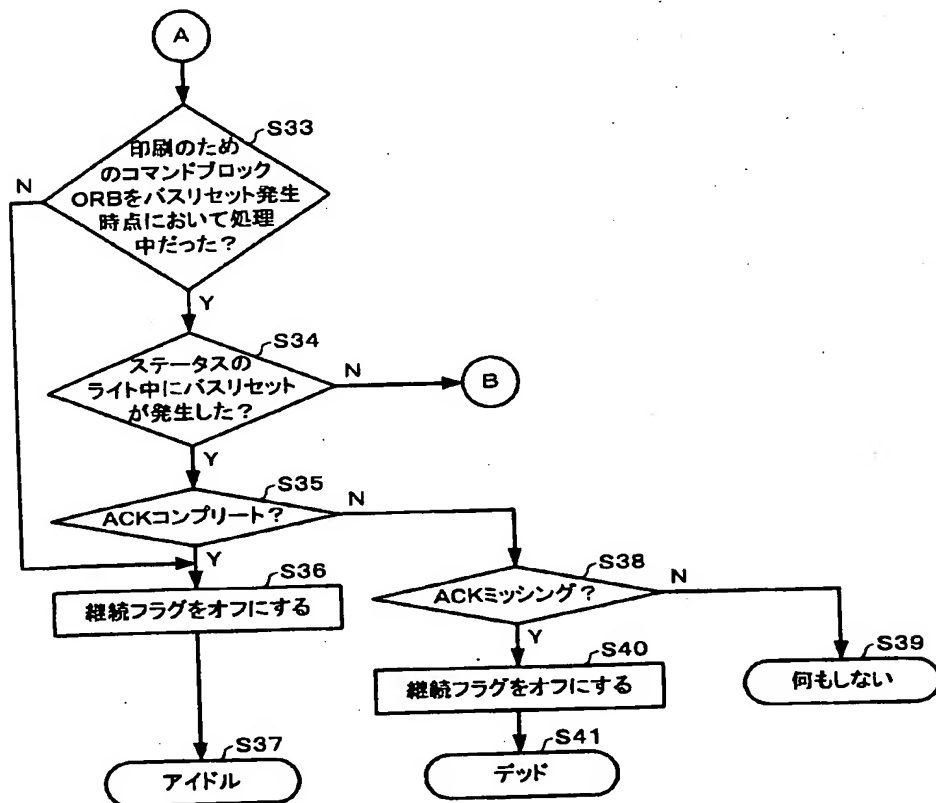 A
S33
印刷のため
のコマンドブロック
ORBをバスリセット発生
時点において処理
中だった?
N
Y
S34
ステータスの
ライト中にバスリセット
が発生した?
N
B
Y
S35
ACKコンプリート?
N
Y
S36
継続フラグをオフにする
S38
ACKミッシング?
N
Y
S39
何もしない
S40
継続フラグをオフにする
S37
アイドル
S41
デッド